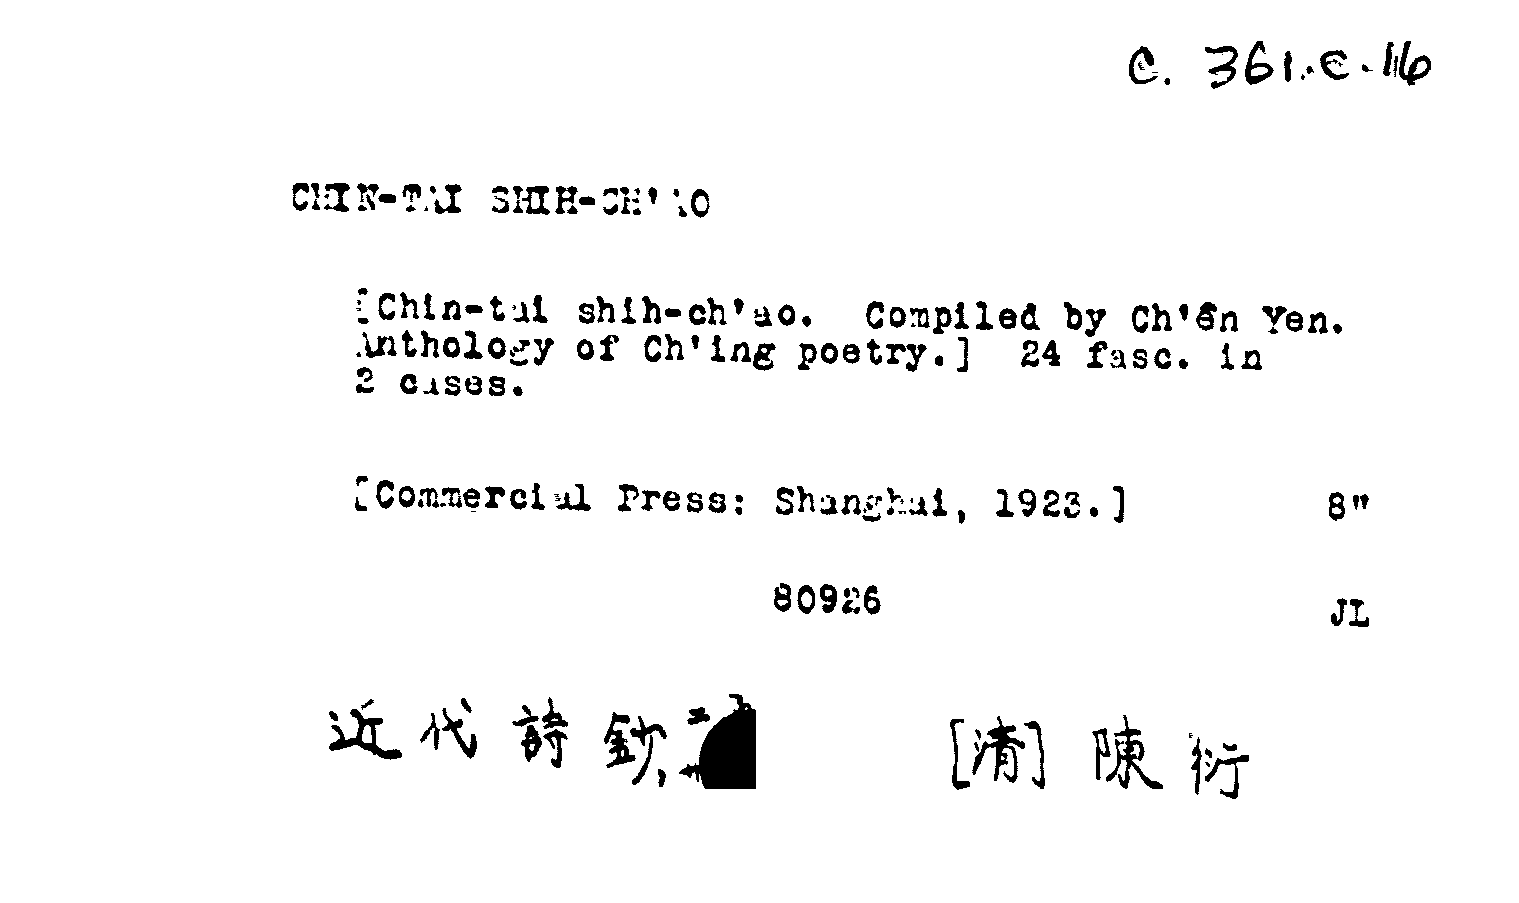 C. 361.C.116
CHIN-TAI SHIH-CH'AO
[Chin-tai shih-ch'ao. Compiled by Ch'ên Yen.
Anthology of Ch'ing poetry.] 24 fasc. in
2 cases.
[Commercial Press: Shanghai, 1923.] 8"
80926 JL
近代詩鈔, [清] 陳衍